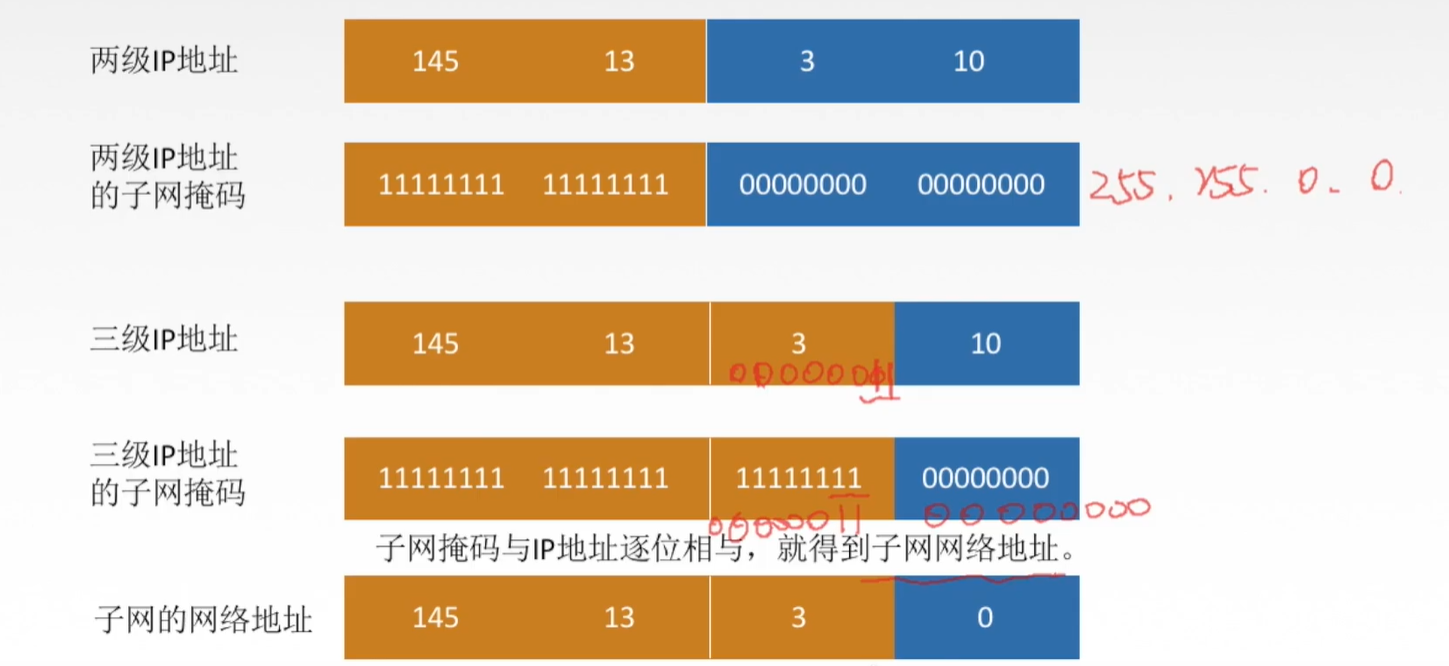 两级IP地址 145 13 3 10
两级IP地址
的子网掩码 11111111 11111111 00000000 00000000 255. 255. 0. 0.
三级IP地址 145 13 3 10
三级IP地址
的子网掩码 11111111 11111111 11111111 00000000
00000011 00000000
子网掩码与IP地址逐位相与，就得到子网网络地址。
子网的网络地址 145 13 3 0